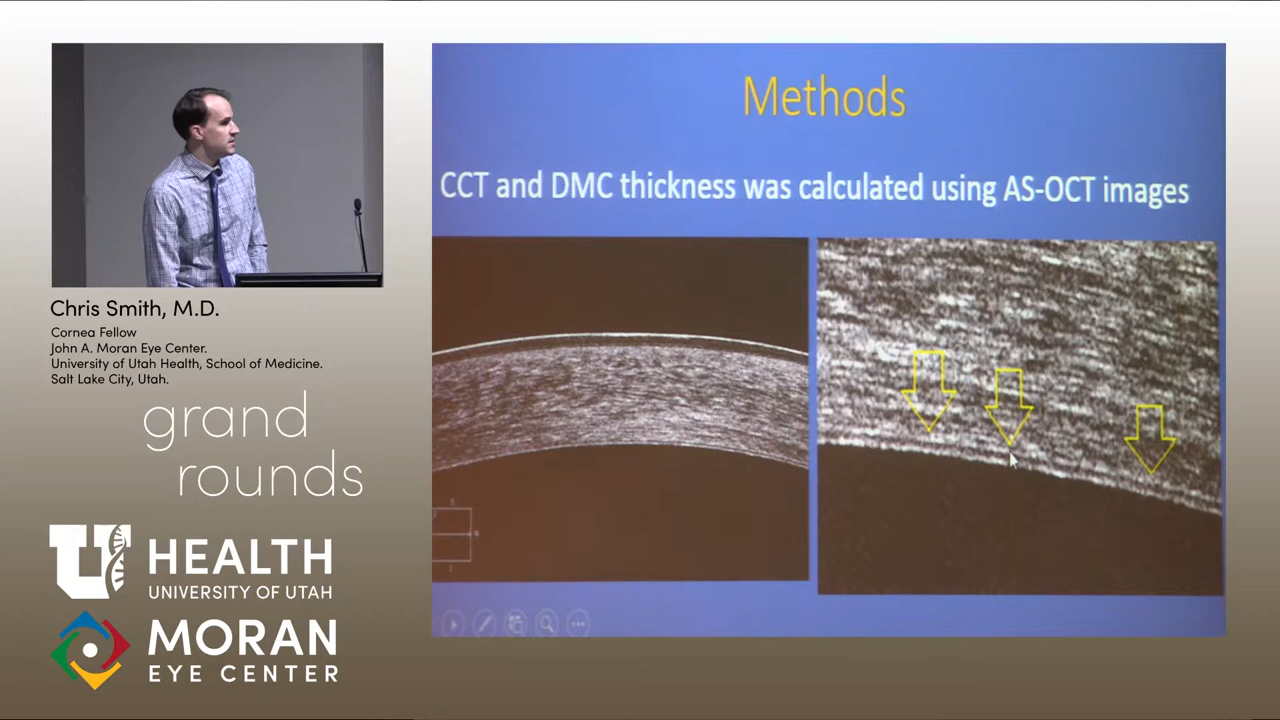 Methods
CCT and DMC thickness was calculated using AS-OCT images
Chris Smith, M.D.
Cornea Fellow
John A. Moran Eye Center.
University of Utah Health, School of Medicine.
Salt Lake City, Utah.
grand
rounds
U HEALTH
UNIVERSITY OF UTAH
MORAN
EYE CENTER